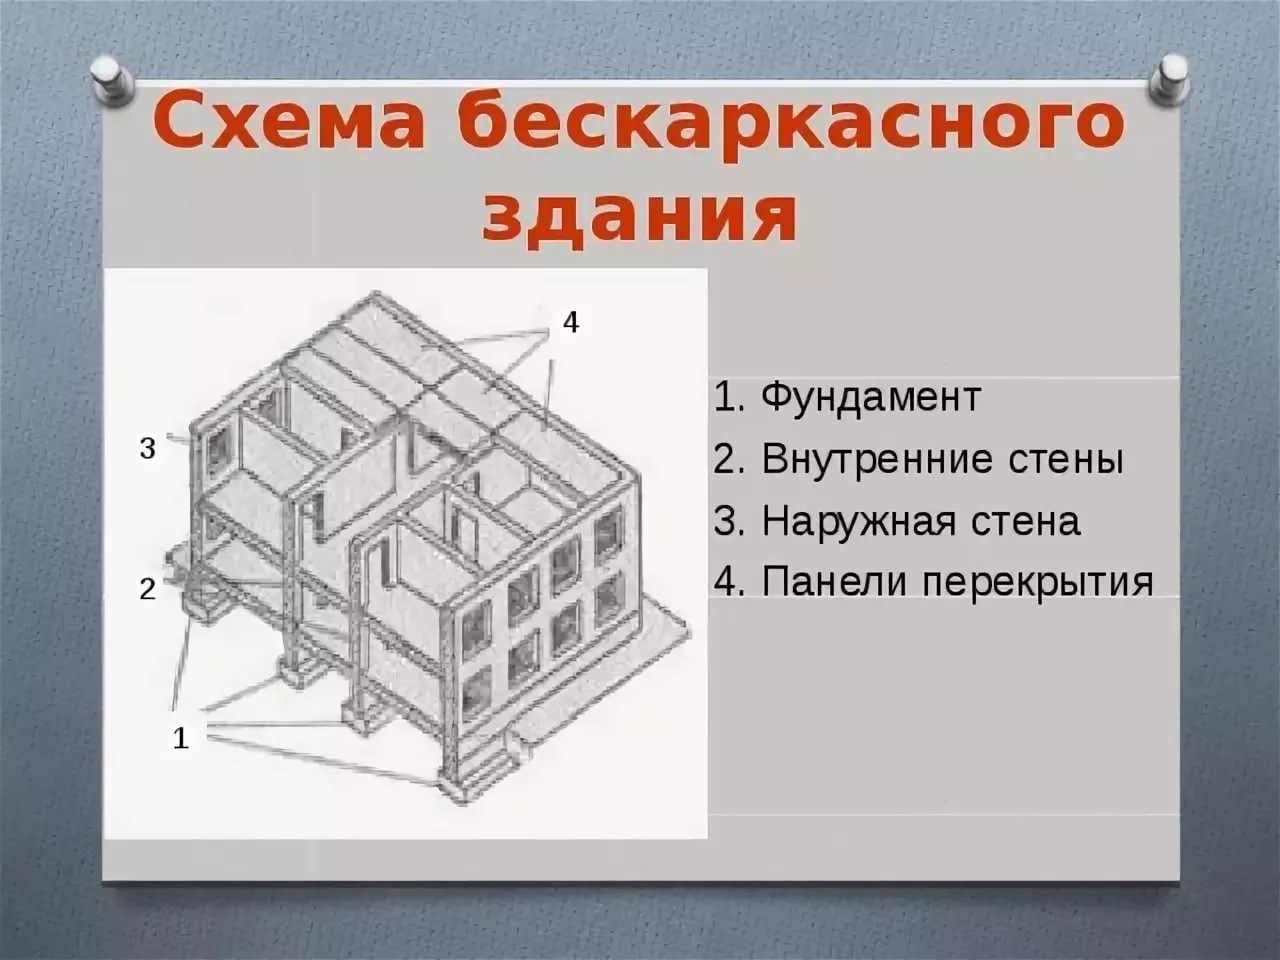 Схема бескаркасного
здания
4
3
2
1
1. Фундамент
2. Внутренние стены
3. Наружная стена
4. Панели перекрытия